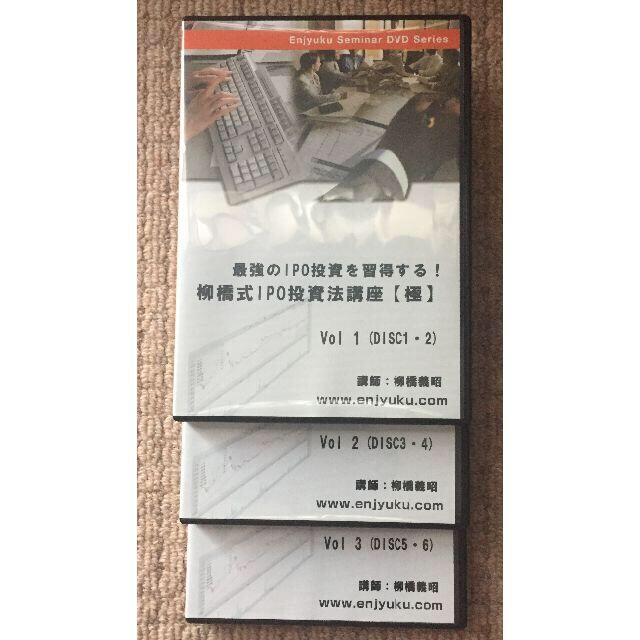 Enjyuku Seminar DVD Series
最強のIPO投資を習得する！
柳橋式IPO投資法講座【極】
Vol 1 (DISC1・2)
講師：柳橋義昭
www.enjyuku.com
Vol 2 (DISC3・4)
講師：柳橋義昭
www.enjyuku.com
Vol 3 (DISC5・6)
講師：柳橋義昭
www.enjyuku.com